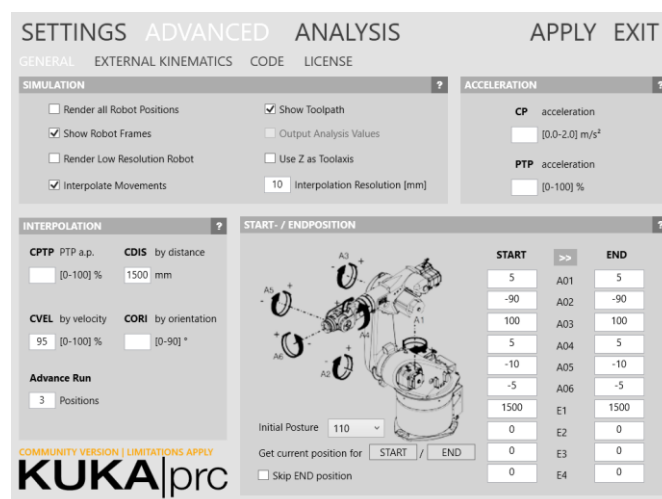 SETTINGS ADVANCED ANALYSIS APPLY EXIT
GENERAL EXTERNAL KINEMATICS CODE LICENSE
SIMULATION ?
Render all Robot Positions Show Toolpath
Show Robot Frames Output Analysis Values
Render Low Resolution Robot Use Z as Toolaxis
Interpolate Movements 10 Interpolation Resolution [mm]
ACCELERATION ?
CP acceleration
[0.0-2.0] m/s²
PTP acceleration
[0-100] %
INTERPOLATION ?
CPTP PTP a.p. CDIS by distance
[0-100] % 1500 mm
CVEL by velocity CORI by orientation
95 [0-100] % [0-90] °
Advance Run
3 Positions
START- / ENDPOSITION ?
A3
+
-
A5
+
-
A4
A1
+
-
A6
+
-
A2
+
-
Initial Posture 110
Get current position for START / END
Skip END position
START >> END
5 A01 5
-90 A02 -90
100 A03 100
5 A04 5
-10 A05 -10
-5 A06 -5
1500 E1 1500
0 E2 0
0 E3 0
0 E4 0
COMMUNITY VERSION | LIMITATIONS APPLY
KUKA|prc